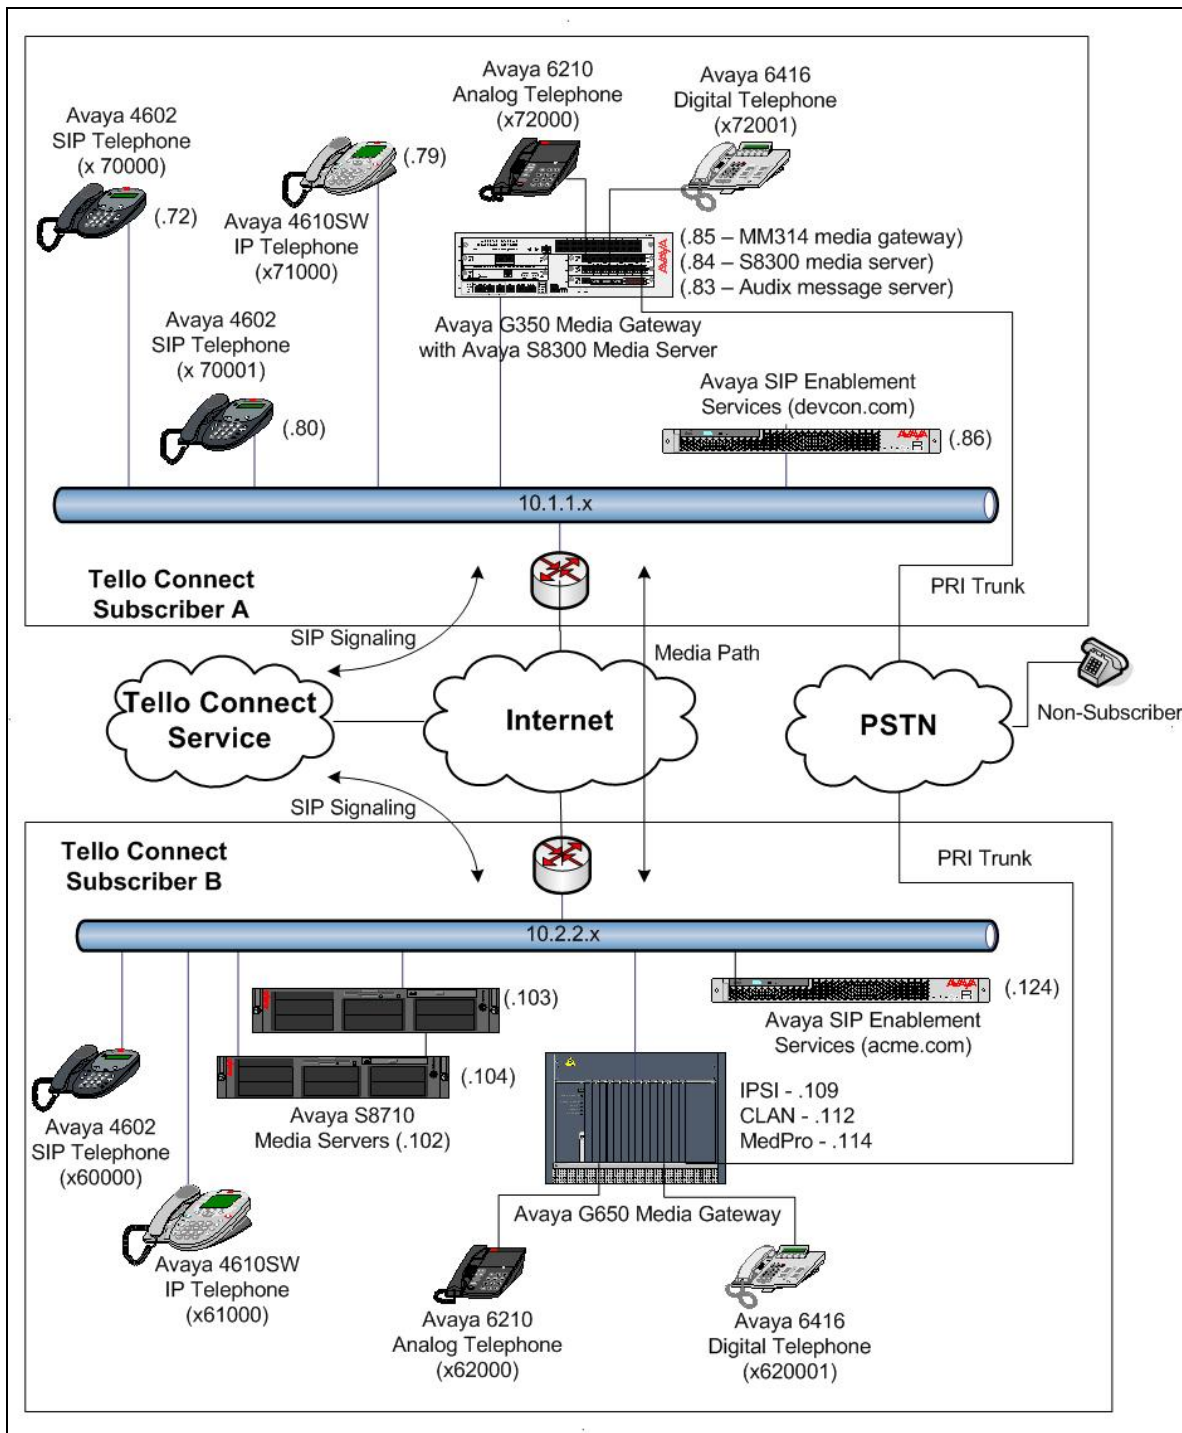 Avaya 6210
Analog Telephone
(x72000)
Avaya 6416
Digital Telephone
(x72001)
Avaya 4602
SIP Telephone
(x 70000)
(.72)
(.79)
Avaya 4610SW
IP Telephone
(x71000)
AVAYA
(.85 – MM314 media gateway)
(.84 – S8300 media server)
(.83 – Audix message server)
Avaya G350 Media Gateway
with Avaya S8300 Media Server
Avaya 4602
SIP Telephone
(x 70001)
(.80)
Avaya SIP Enablement
Services (devcon.com)
AVAYA
(.86)
10.1.1.x
Tello Connect
Subscriber A
PRI Trunk
SIP Signaling
Media Path
Tello Connect
Service
Internet
PSTN
Non-Subscriber
SIP Signaling
Tello Connect
Subscriber B
PRI Trunk
10.2.2.x
(.103)
AVAYA
(.124)
Avaya SIP Enablement
Services (acme.com)
(.104)
Avaya S8710
Media Servers (.102)
IPSI - .109
CLAN - .112
MedPro - .114
Avaya 4602
SIP Telephone
(x60000)
Avaya G650 Media Gateway
Avaya 4610SW
IP Telephone
(x61000)
Avaya 6210
Analog Telephone
(x62000)
Avaya 6416
Digital Telephone
(x620001)